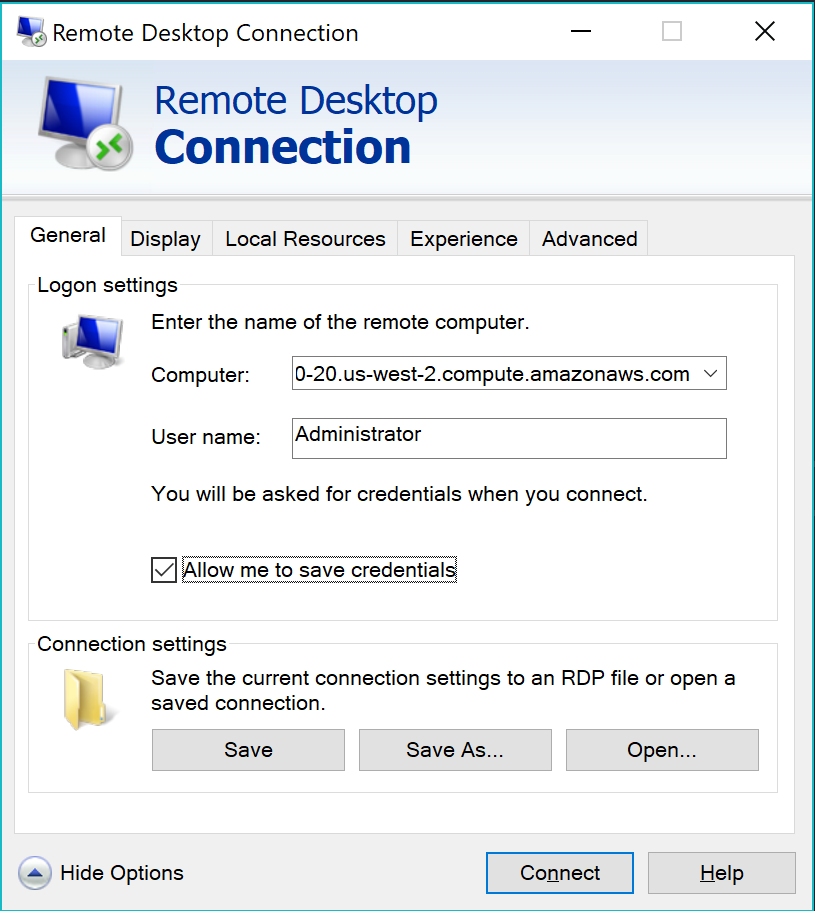 Remote Desktop Connection
Remote Desktop
Connection
General Display Local Resources Experience Advanced
Logon settings
Enter the name of the remote computer.
Computer: 0-20.us-west-2.compute.amazonaws.com
User name: Administrator
You will be asked for credentials when you connect.
Allow me to save credentials
Connection settings
Save the current connection settings to an RDP file or open a
saved connection.
Save Save As... Open...
Hide Options Connect Help